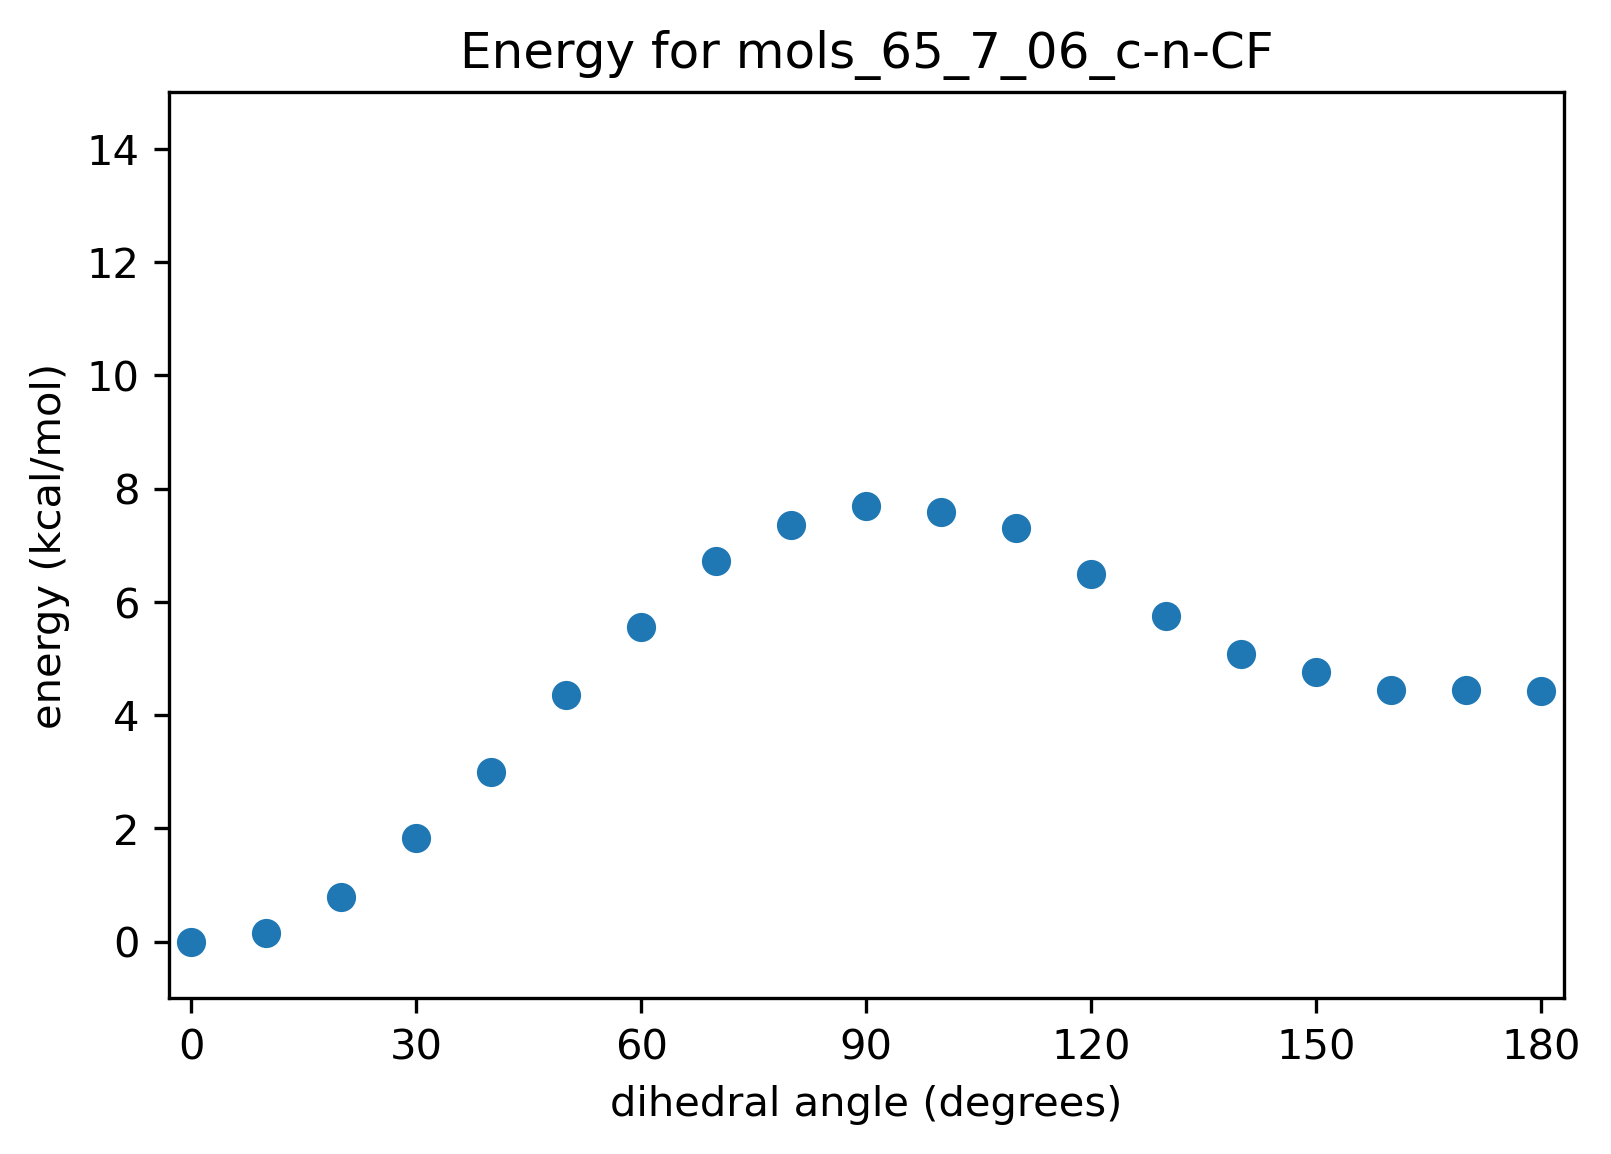 Energy for mols_65_7_06_c-n-CF
14
12
10
8
6
4
2
0
energy (kcal/mol)
0 30 60 90 120 150 180
dihedral angle (degrees)